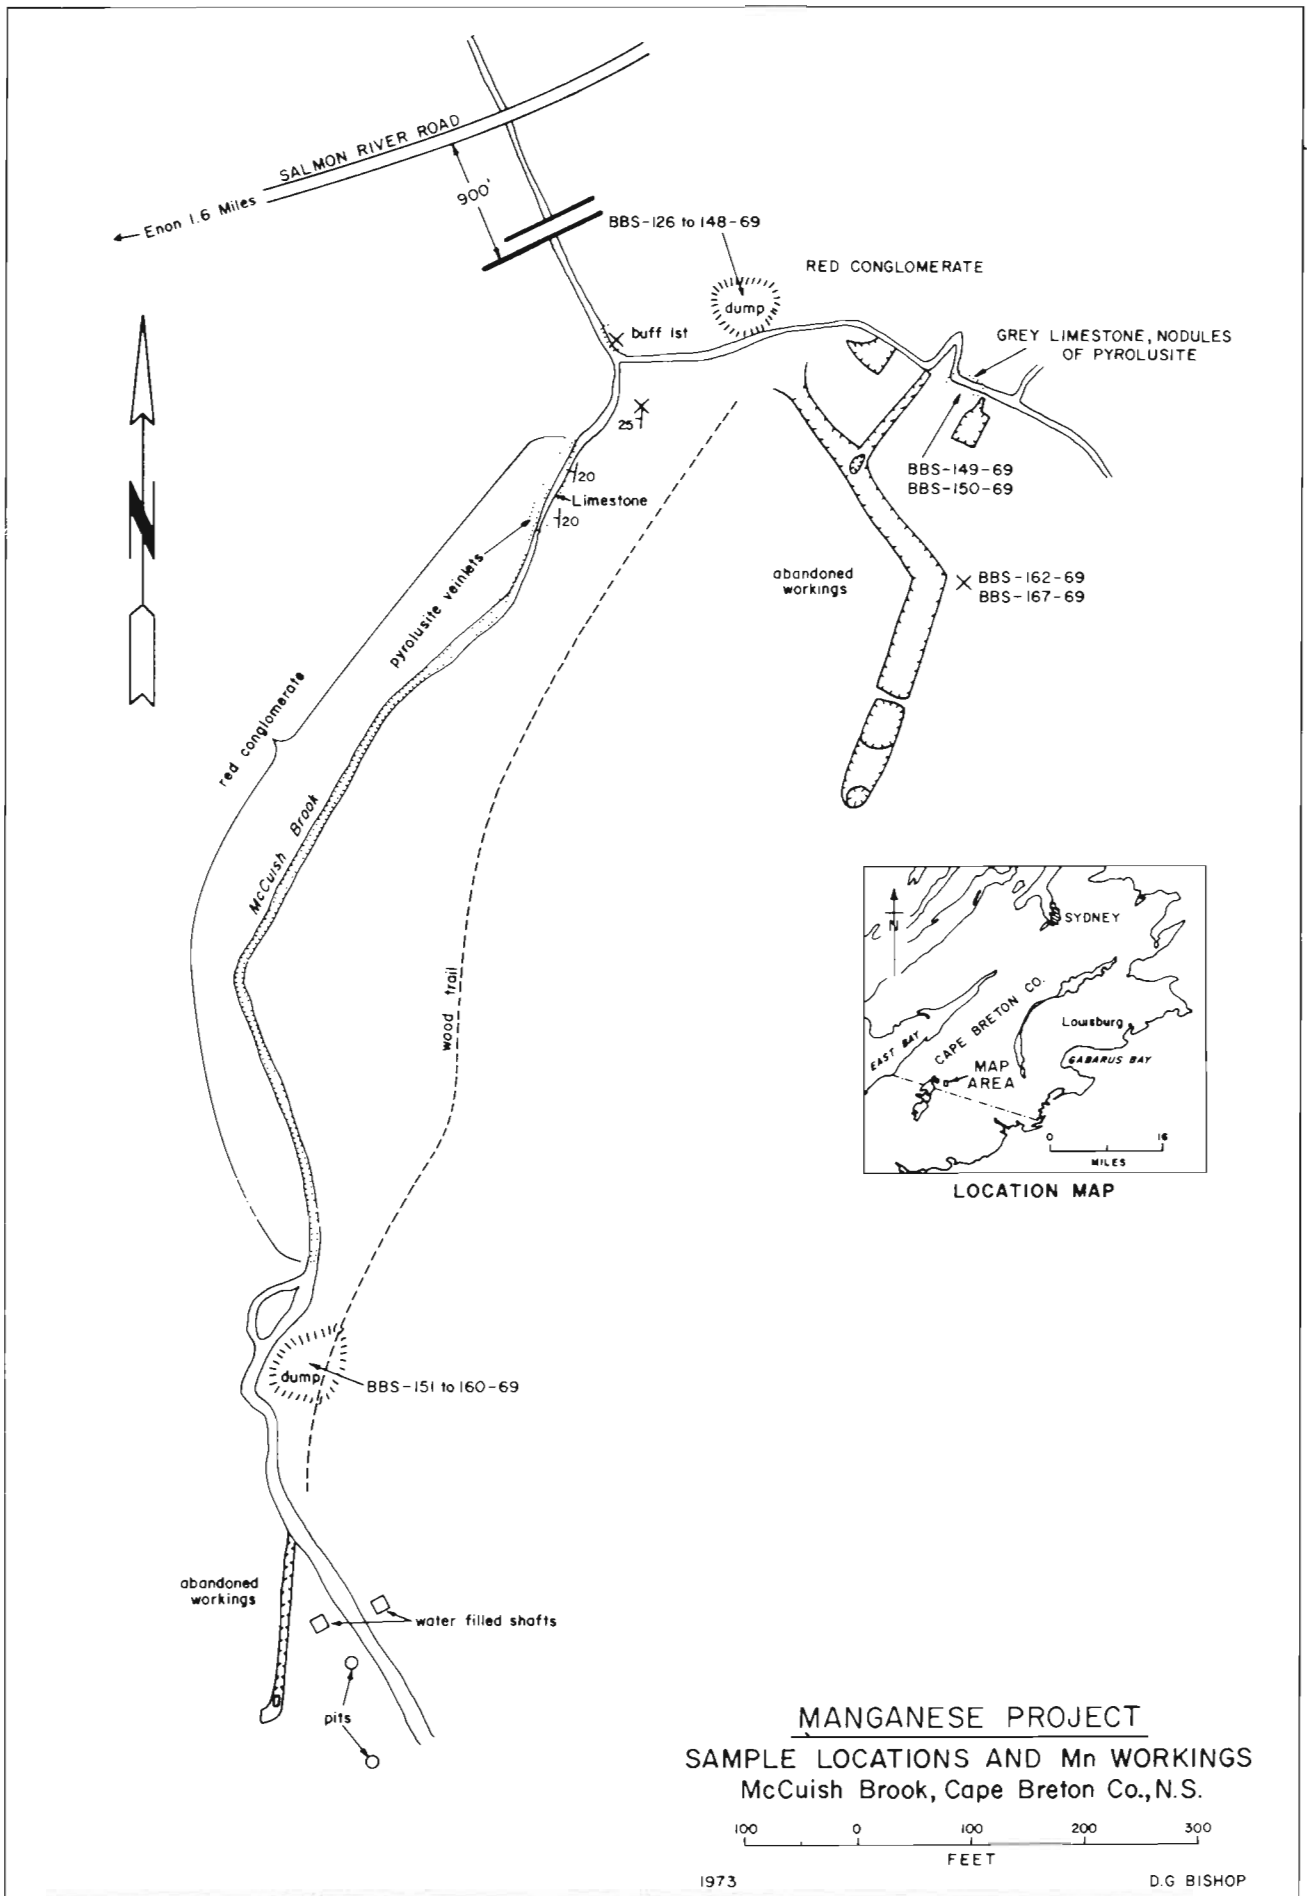 SALMON RIVER ROAD
Enon 1.6 Miles
900'
BBS-126 to 148-69
RED CONGLOMERATE
dump
buff lst
GREY LIMESTONE, NODULES
OF PYROLUSITE
25
20
Limestone
20
BBS-149-69
BBS-150-69
N
pyrolusite veinlets
abandoned
workings
BBS-162-69
BBS-167-69
red conglomerate
McCuish Brook
wood trail
N
SYDNEY
CAPE BRETON CO.
Louisburg
EAST BAY
GABARUS BAY
MAP
AREA
0 16
MILES
LOCATION MAP
dump
BBS-151 to 160-69
abandoned
workings
water filled shafts
pits
MANGANESE PROJECT
SAMPLE LOCATIONS AND Mn WORKINGS
McCuish Brook, Cape Breton Co., N.S.
100 0 100 200 300
FEET
1973
D.G BISHOP